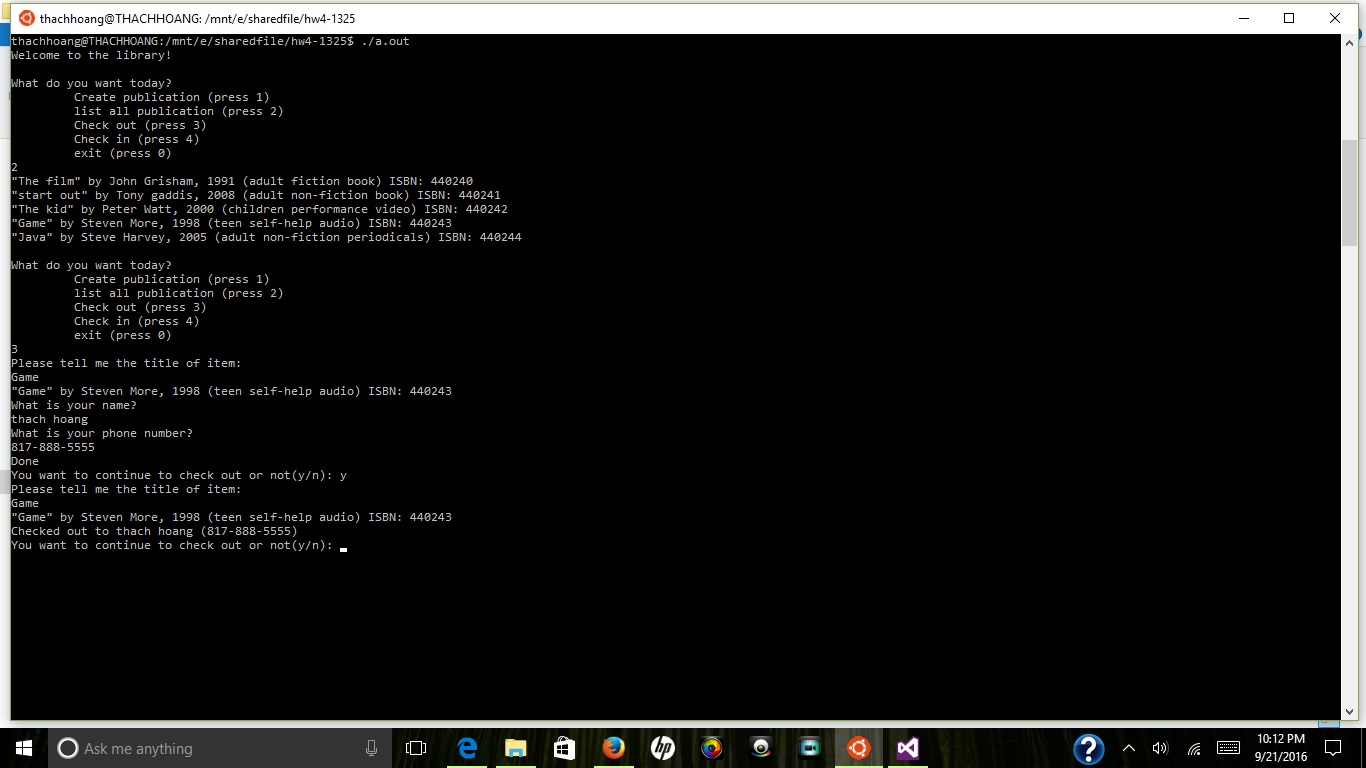 thachhoang@THACHHOANG: /mnt/e/sharedfile/hw4-1325
thachhoang@THACHHOANG:/mnt/e/sharedfile/hw4-1325$ ./a.out
Welcome to the library!
What do you want today?
Create publication (press 1)
list all publication (press 2)
Check out (press 3)
Check in (press 4)
exit (press 0)
2
"The film" by John Grisham, 1991 (adult fiction book) ISBN: 440240
"start out" by Tony gaddis, 2008 (adult non-fiction book) ISBN: 440241
"The kid" by Peter Watt, 2000 (children performance video) ISBN: 440242
"Game" by Steven More, 1998 (teen self-help audio) ISBN: 440243
"Java" by Steve Harvey, 2005 (adult non-fiction periodicals) ISBN: 440244
What do you want today?
Create publication (press 1)
list all publication (press 2)
Check out (press 3)
Check in (press 4)
exit (press 0)
3
Please tell me the title of item:
Game
"Game" by Steven More, 1998 (teen self-help audio) ISBN: 440243
What is your name?
thach hoang
What is your phone number?
817-888-5555
Done
You want to continue to check out or not(y/n): y
Please tell me the title of item:
Game
"Game" by Steven More, 1998 (teen self-help audio) ISBN: 440243
Checked out to thach hoang (817-888-5555)
You want to continue to check out or not(y/n):
Ask me anything
hp
10:12 PM
9/21/2016